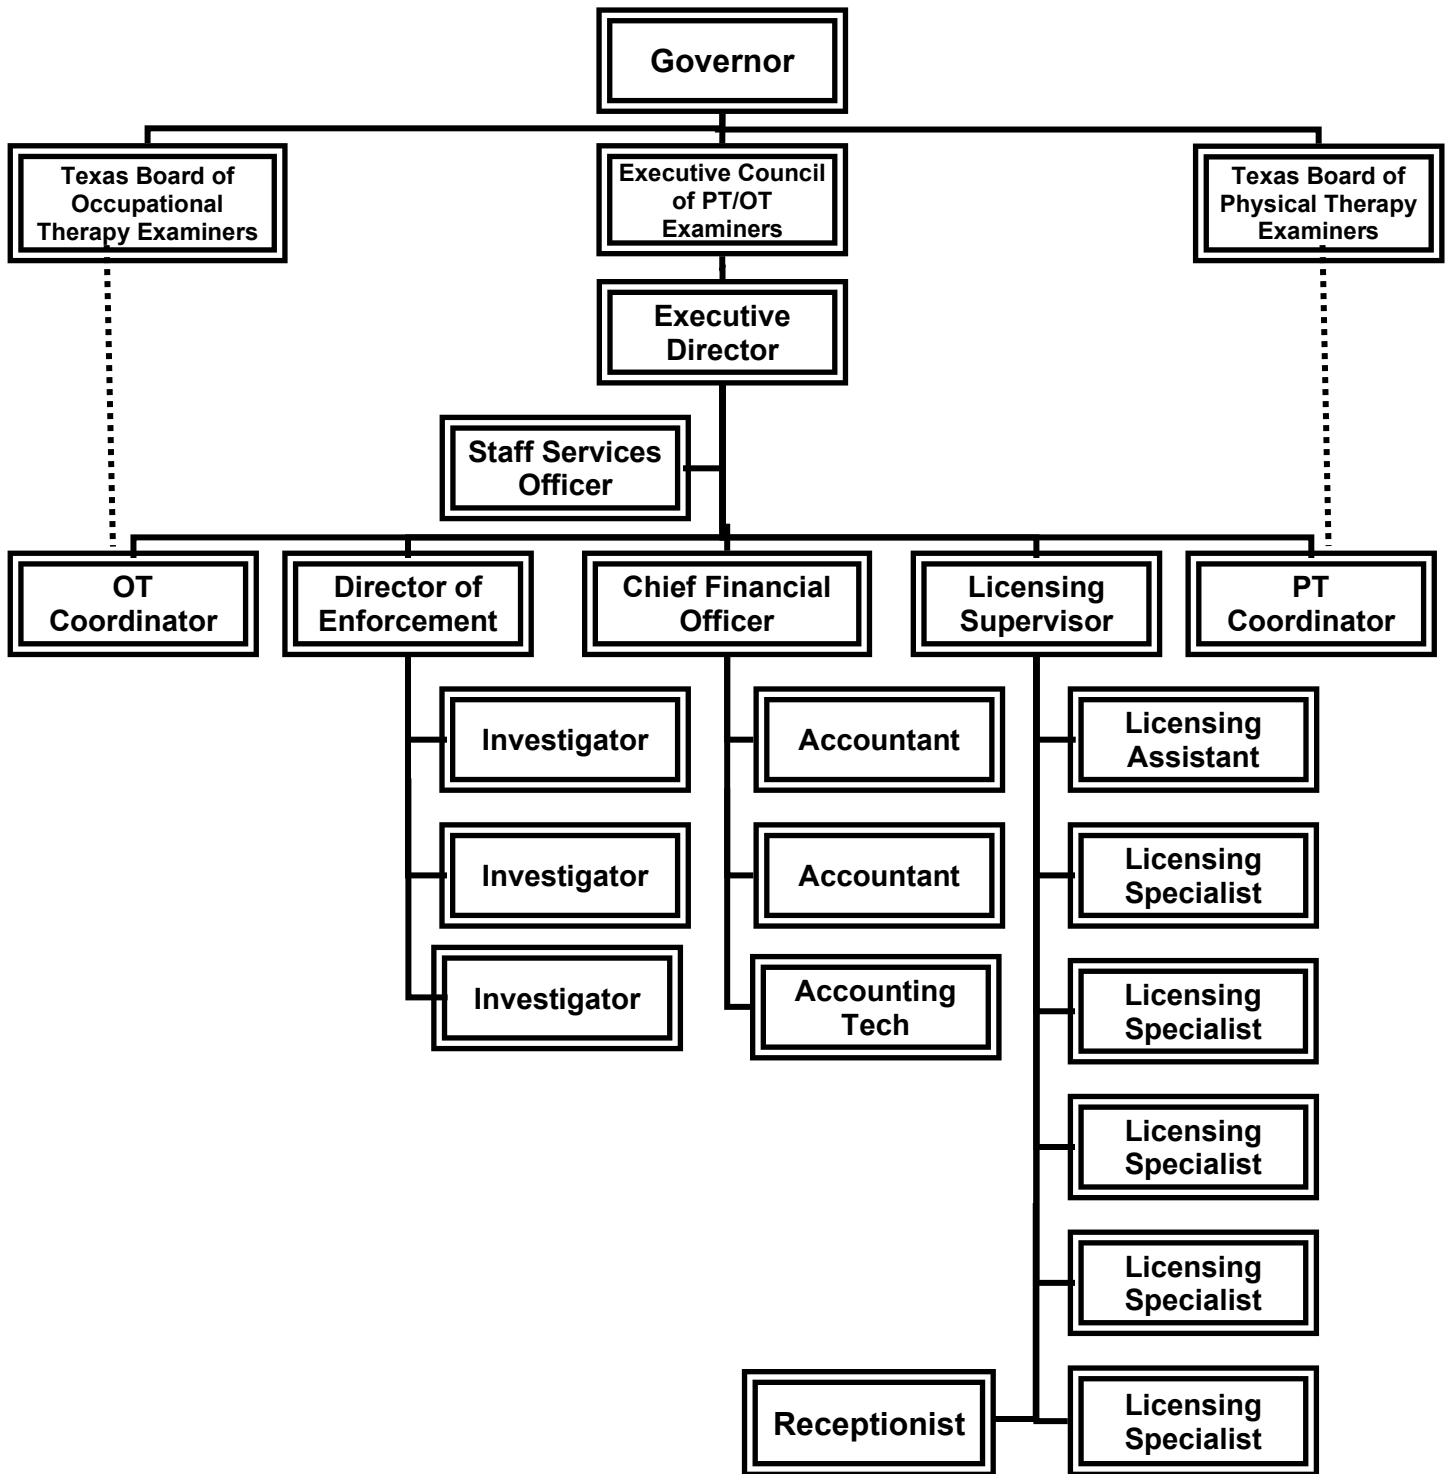 Governor
Texas Board of
Occupational
Therapy Examiners
Executive Council
of PT/OT
Examiners
Texas Board of
Physical Therapy
Examiners
Executive
Director
Staff Services
Officer
OT
Coordinator
Director of
Enforcement
Chief Financial
Officer
Licensing
Supervisor
PT
Coordinator
Investigator
Accountant
Licensing
Assistant
Investigator
Accountant
Licensing
Specialist
Investigator
Accounting
Tech
Licensing
Specialist
Licensing
Specialist
Licensing
Specialist
Receptionist
Licensing
Specialist